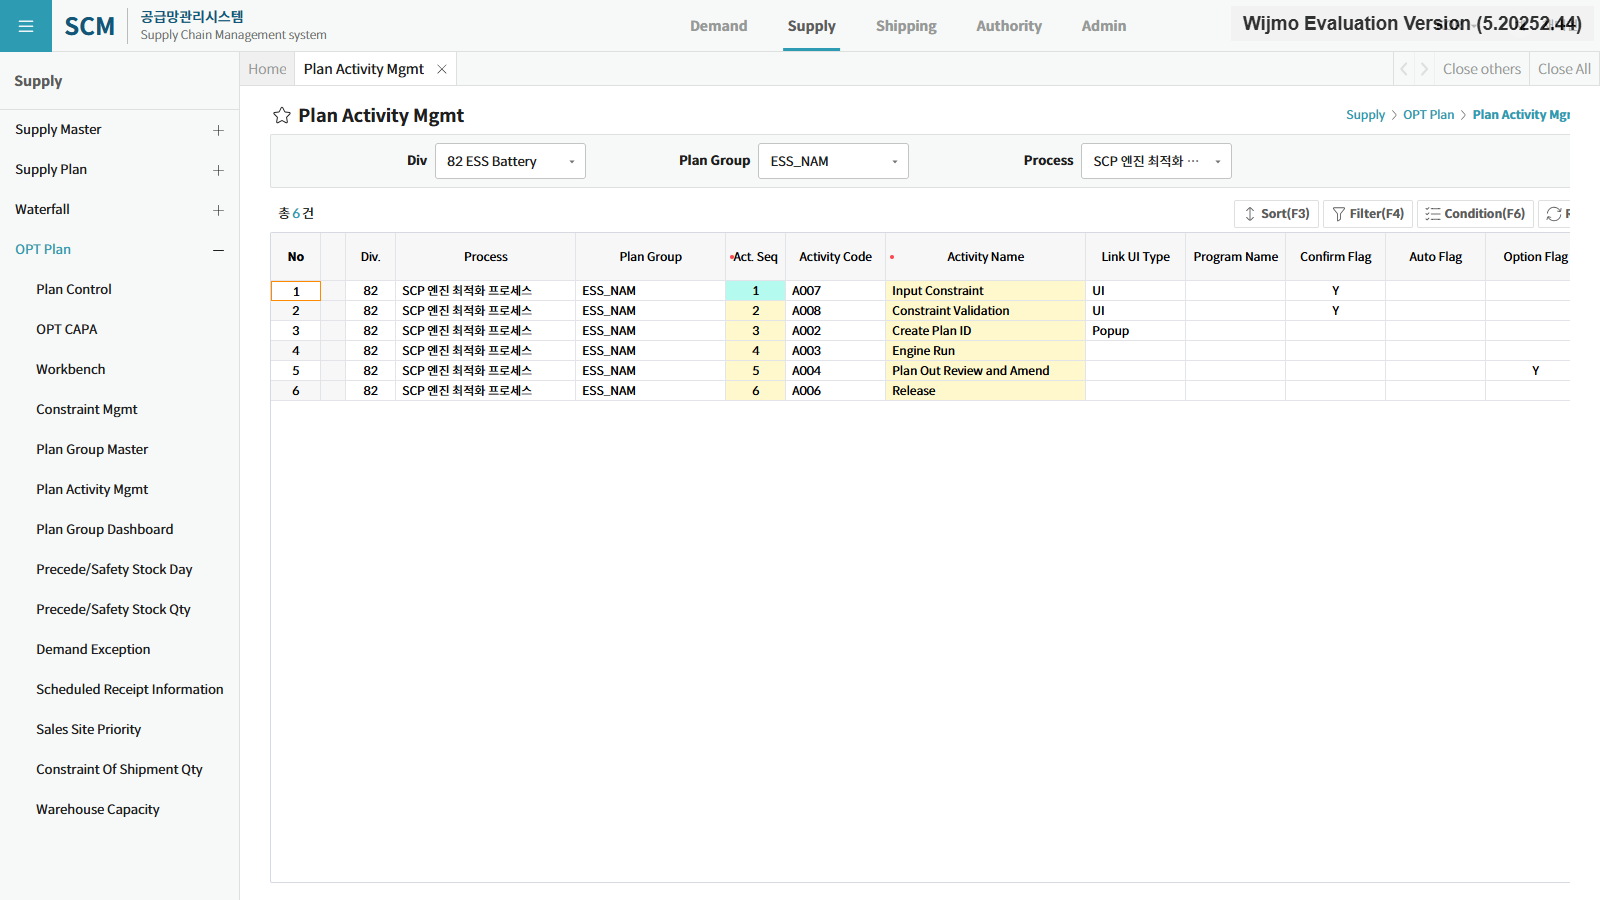 SCM
공급망관리시스템
Supply Chain Management system
Demand
Supply
Shipping
Authority
Admin
Wijmo Evaluation Version (5.20252.44)
Supply
Home
Plan Activity Mgmt
Close others
Close All
Supply Master
Supply Plan
Waterfall
OPT Plan
Plan Control
OPT CAPA
Workbench
Constraint Mgmt
Plan Group Master
Plan Activity Mgmt
Plan Group Dashboard
Precede/Safety Stock Day
Precede/Safety Stock Qty
Demand Exception
Scheduled Receipt Information
Sales Site Priority
Constraint Of Shipment Qty
Warehouse Capacity
Plan Activity Mgmt
Supply > OPT Plan > Plan Activity Mgr
Div 82 ESS Battery Plan Group ESS_NAM Process SCP 엔진 최적화 ···
총 6 건
Sort(F3) Filter(F4) Condition(F6)
No Div. Process Plan Group Act. Seq Activity Code Activity Name Link UI Type Program Name Confirm Flag Auto Flag Option Flag
1 82 SCP 엔진 최적화 프로세스 ESS_NAM 1 A007 Input Constraint UI Y
2 82 SCP 엔진 최적화 프로세스 ESS_NAM 2 A008 Constraint Validation UI Y
3 82 SCP 엔진 최적화 프로세스 ESS_NAM 3 A002 Create Plan ID Popup
4 82 SCP 엔진 최적화 프로세스 ESS_NAM 4 A003 Engine Run
5 82 SCP 엔진 최적화 프로세스 ESS_NAM 5 A004 Plan Out Review and Amend Y
6 82 SCP 엔진 최적화 프로세스 ESS_NAM 6 A006 Release